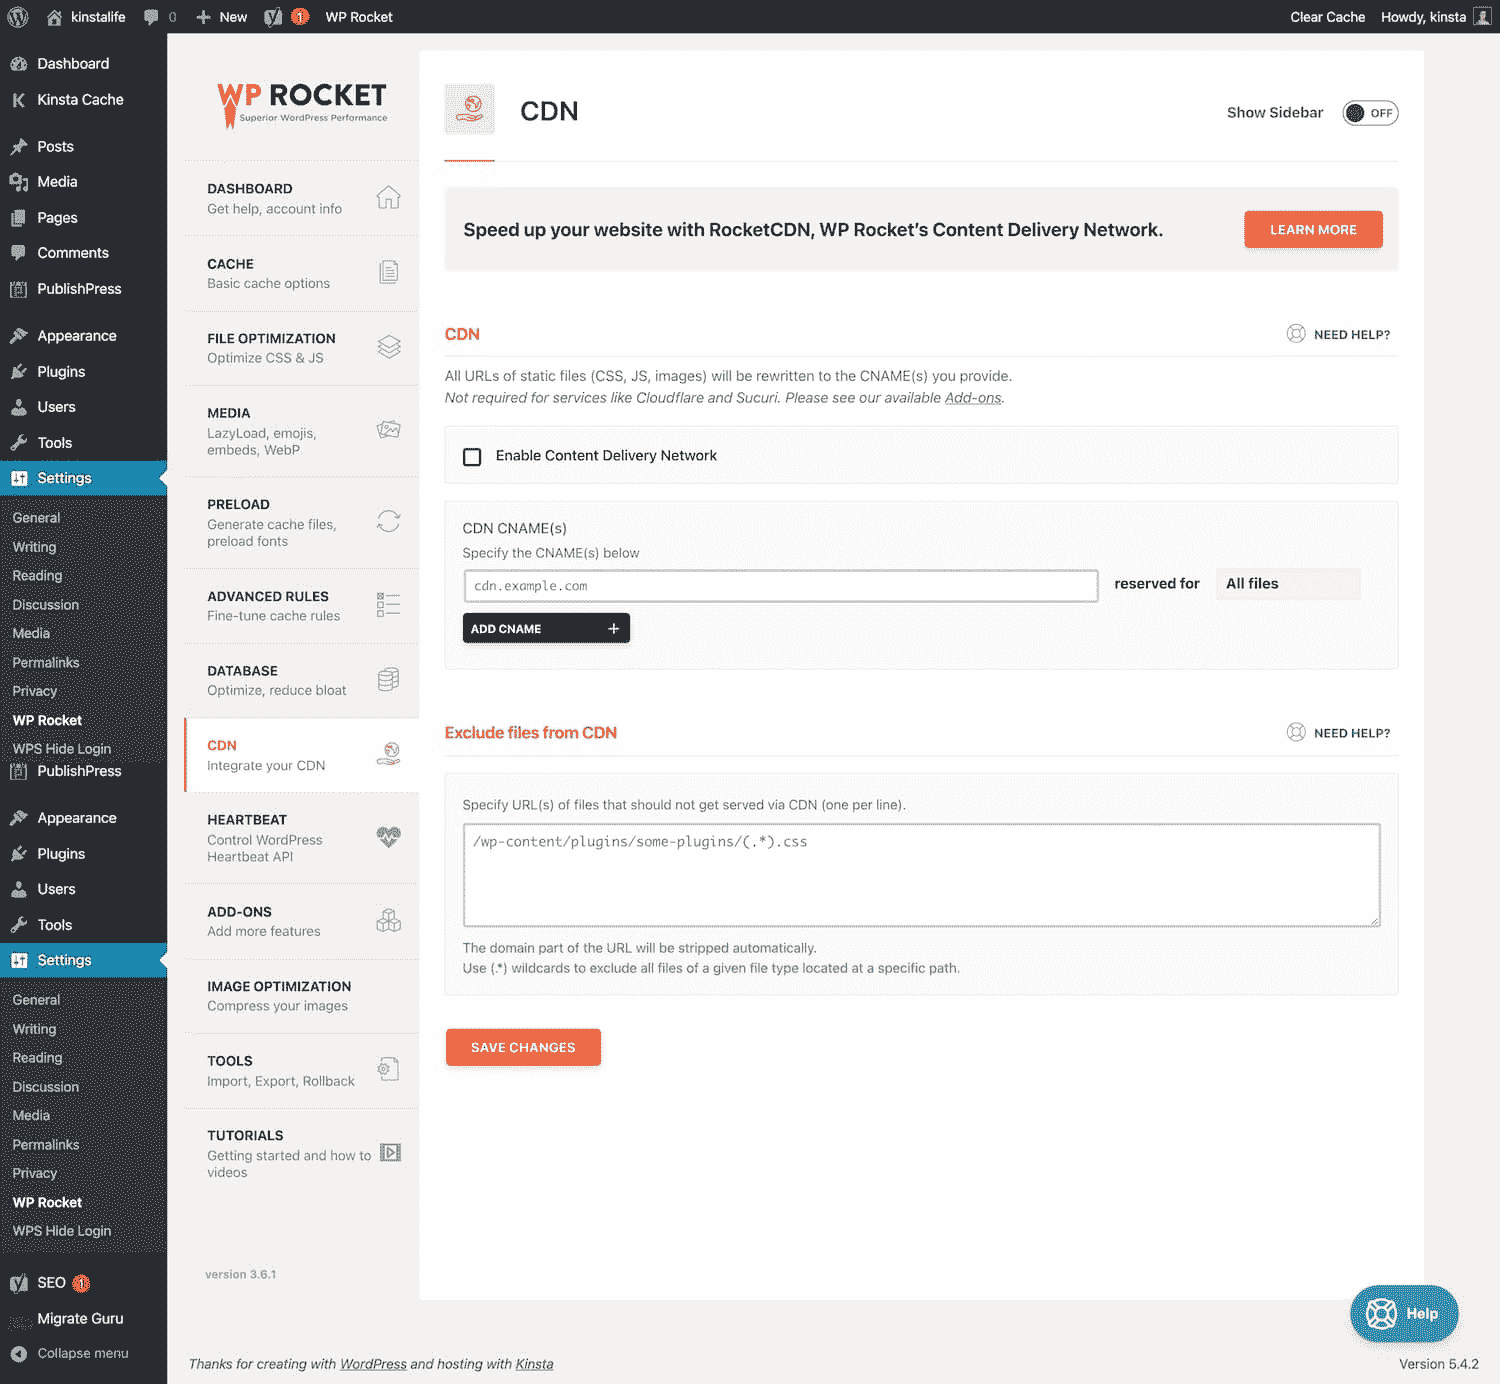 kinstalife 0 New 1 WP Rocket Clear Cache Howdy, kinsta
Dashboard
Kinsta Cache
Posts
Media
Pages
Comments
PublishPress
Appearance
Plugins
Users
Tools
Settings
General
Writing
Reading
Discussion
Media
Permalinks
Privacy
WP Rocket
WPS Hide Login
PublishPress
Appearance
Plugins
Users
Tools
Settings
General
Writing
Reading
Discussion
Media
Permalinks
Privacy
WP Rocket
WPS Hide Login
SEO 1
Migrate Guru
Collapse menu
WP ROCKET
Superior WordPress Performance
DASHBOARD
Get help, account info
CACHE
Basic cache options
FILE OPTIMIZATION
Optimize CSS & JS
MEDIA
LazyLoad, emojis,
embeds, WebP
PRELOAD
Generate cache files,
preload fonts
ADVANCED RULES
Fine-tune cache rules
DATABASE
Optimize, reduce bloat
CDN
Integrate your CDN
HEARTBEAT
Control WordPress
Heartbeat API
ADD-ONS
Add more features
IMAGE OPTIMIZATION
Compress your images
TOOLS
Import, Export, Rollback
TUTORIALS
Getting started and how to
videos
version 3.6.1
CDN
Show Sidebar OFF
Speed up your website with RocketCDN, WP Rocket's Content Delivery Network.
LEARN MORE
CDN
NEED HELP?
All URLs of static files (CSS, JS, images) will be rewritten to the CNAME(s) you provide.
Not required for services like Cloudflare and Sucuri. Please see our available Add-ons.
Enable Content Delivery Network
CDN CNAME(s)
Specify the CNAME(s) below
cdn.example.com reserved for All files
ADD CNAME +
Exclude files from CDN
NEED HELP?
Specify URL(s) of files that should not get served via CDN (one per line).
/wp-content/plugins/some-plugins/(.*).css
The domain part of the URL will be stripped automatically.
Use (.*) wildcards to exclude all files of a given file type located at a specific path.
SAVE CHANGES
Help
Thanks for creating with WordPress and hosting with Kinsta
Version 5.4.2